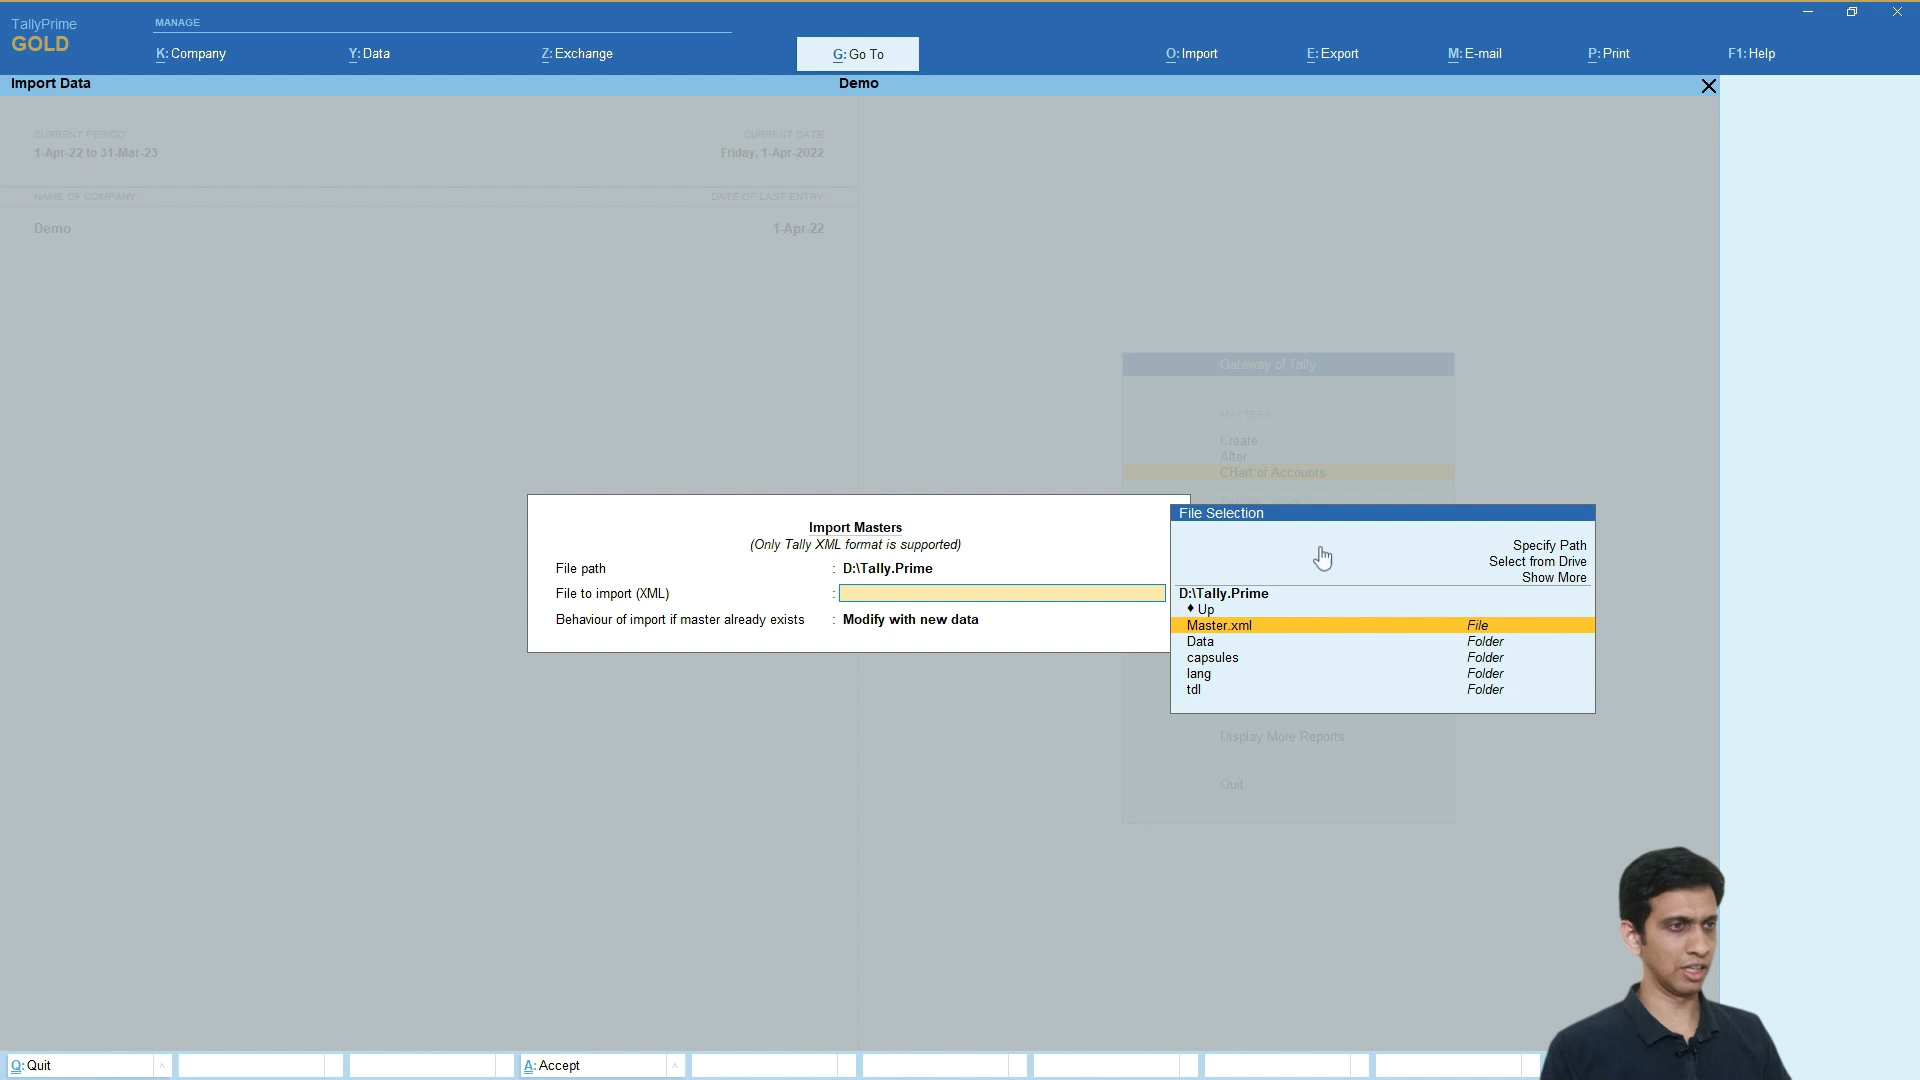 TallyPrime
GOLD
MANAGE
K: Company
Y: Data
Z: Exchange
G: Go To
O: Import
E: Export
M: E-mail
P: Print
F1: Help
Import Data
Demo
CURRENT PERIOD
CURRENT DATE
1-Apr-22 to 31-Mar-23
Friday, 1-Apr-2022
NAME OF COMPANY
DATE OF LAST ENTRY
Demo
1-Apr-22
Gateway of Tally
MASTERS
Create
Alter
CHart of Accounts
Import Masters
(Only Tally XML format is supported)
File path : D:\Tally.Prime
File to import (XML) :
Behaviour of import if master already exists : Modify with new data
File Selection
Specify Path
Select from Drive
Show More
D:\Tally.Prime
♦ Up
Master.xml File
Data Folder
capsules Folder
lang Folder
tdl Folder
Display More Reports
Quit
Q: Quit
A: Accept